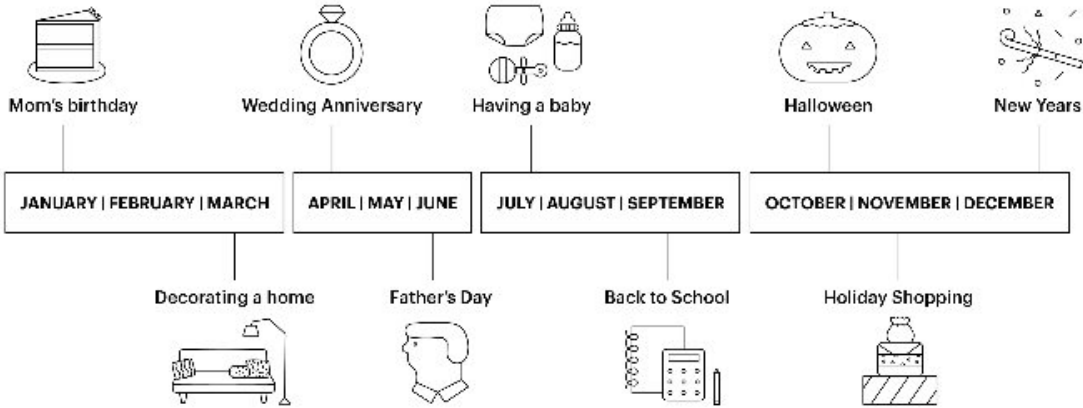 Mom's birthday
Wedding Anniversary
Having a baby
Halloween
New Years
JANUARY | FEBRUARY | MARCH
APRIL | MAY | JUNE
JULY | AUGUST | SEPTEMBER
OCTOBER | NOVEMBER | DECEMBER
Decorating a home
Father's Day
Back to School
Holiday Shopping